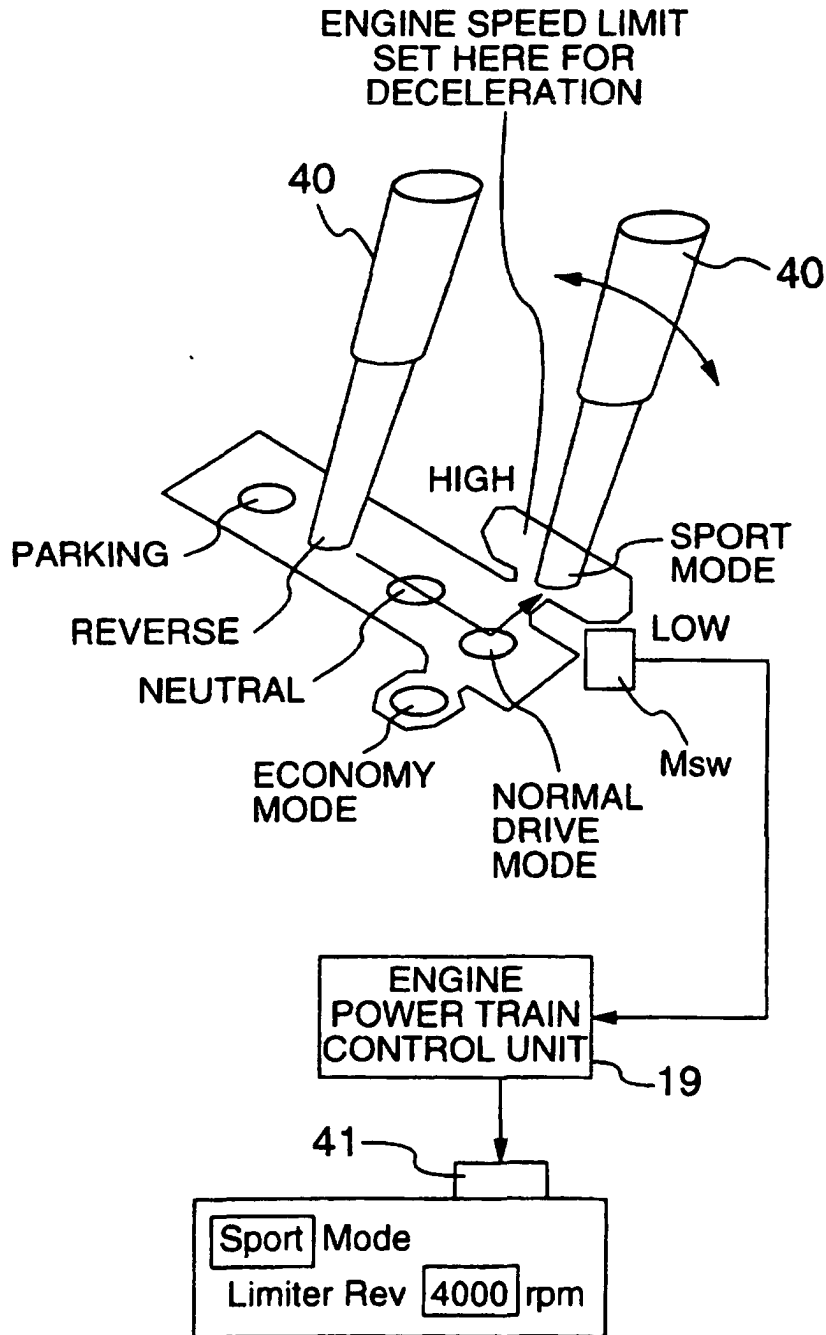 ENGINE SPEED LIMIT
SET HERE FOR
DECELERATION
40
40
HIGH
PARKING
SPORT
MODE
REVERSE
LOW
NEUTRAL
Msw
ECONOMY
MODE
NORMAL
DRIVE
MODE
ENGINE
POWER TRAIN
CONTROL UNIT
19
41
Sport Mode
Limiter Rev 4000 rpm